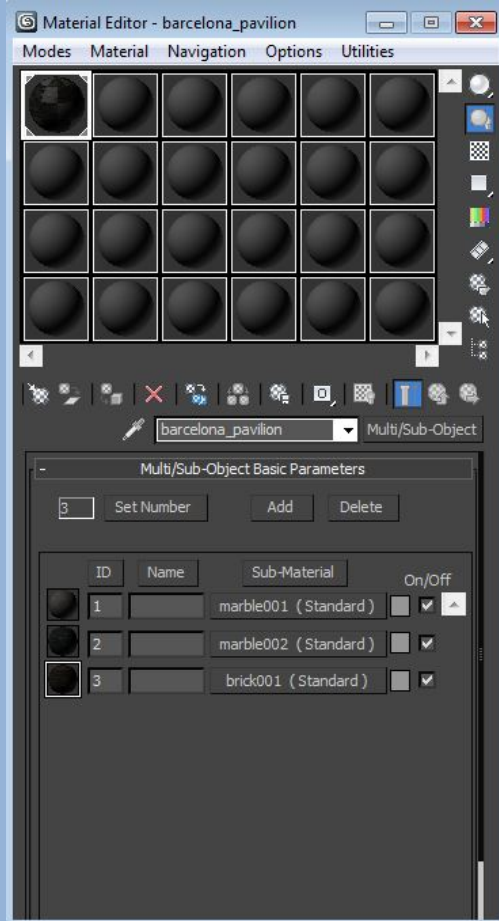 Material Editor - barcelona_pavilion
Modes Material Navigation Options Utilities
barcelona_pavilion Multi/Sub-Object
- Multi/Sub-Object Basic Parameters
3 Set Number Add Delete
ID Name Sub-Material On/Off
1 marble001 ( Standard )
2 marble002 ( Standard )
3 brick001 ( Standard )